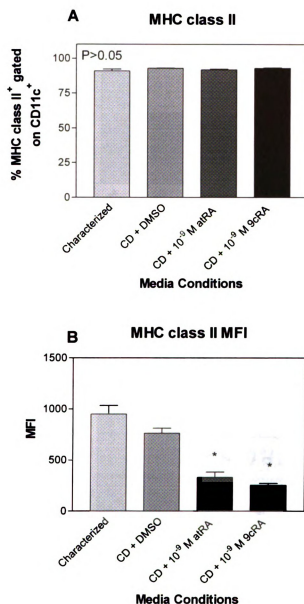 A
MHC class II
P>0.05
% MHC class II+ gated
on CD11c+
100
75
50
25
0
Characterized
CD + DMSO
CD + 10^-9 M atRA
CD + 10^-9 M 9cRA
Media Conditions
B
MHC class II MFI
MFI
1500
1000
500
0
*
*
Characterized
CD + DMSO
CD + 10^-9 M atRA
CD + 10^-9 M 9cRA
Media Conditions